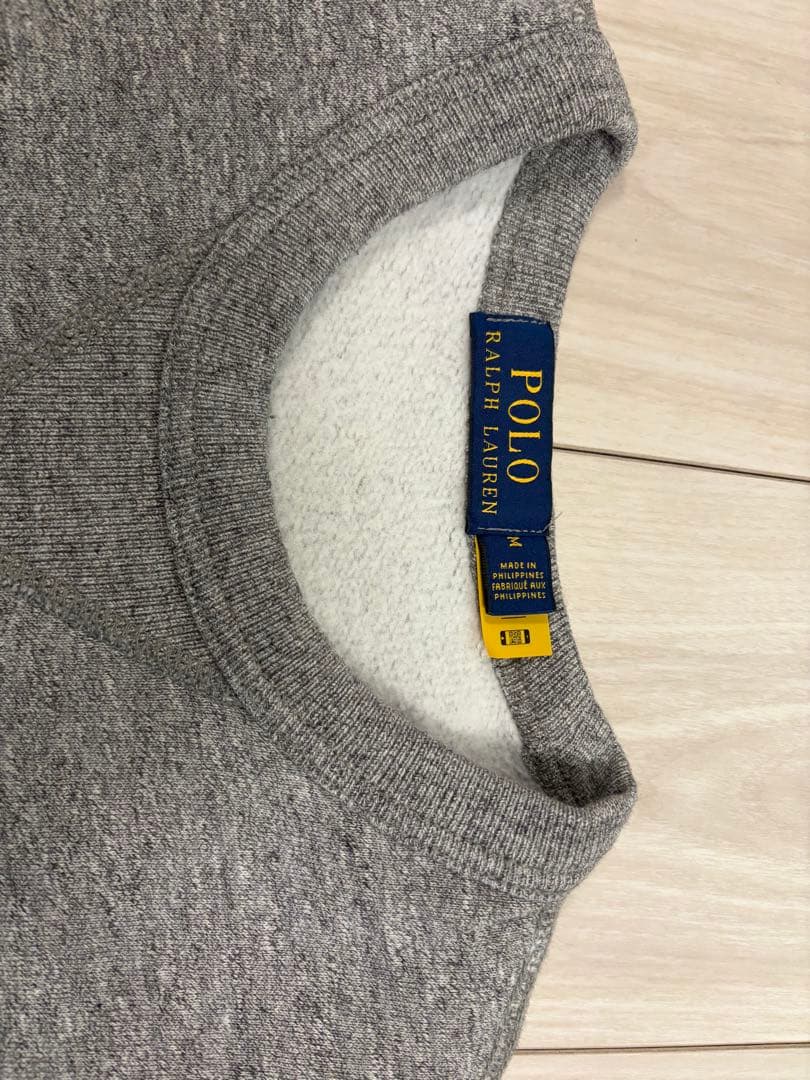 POLO
RALPH LAUREN
M
MADE IN
PHILIPPINES
FABRIQUÉ AUX
PHILIPPINES